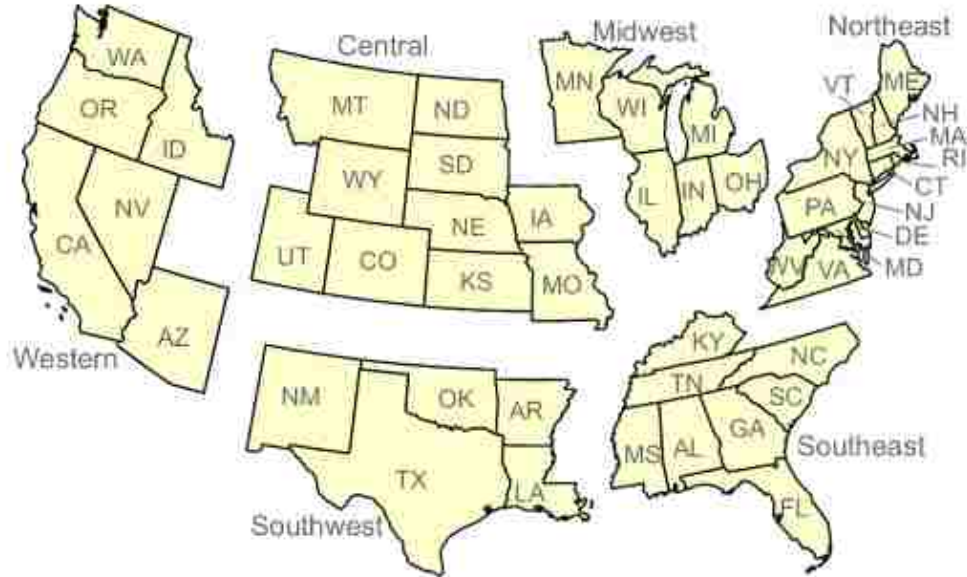 Western
WA
OR
ID
NV
CA
AZ
Central
MT
ND
SD
WY
NE
IA
UT
CO
KS
MO
Midwest
MN
WI
MI
IL
IN
OH
Northeast
ME
VT
NH
MA
RI
NY
CT
PA
NJ
DE
MD
WV
VA
Southwest
NM
OK
AR
TX
LA
Southeast
KY
NC
TN
SC
MS
AL
GA
FL